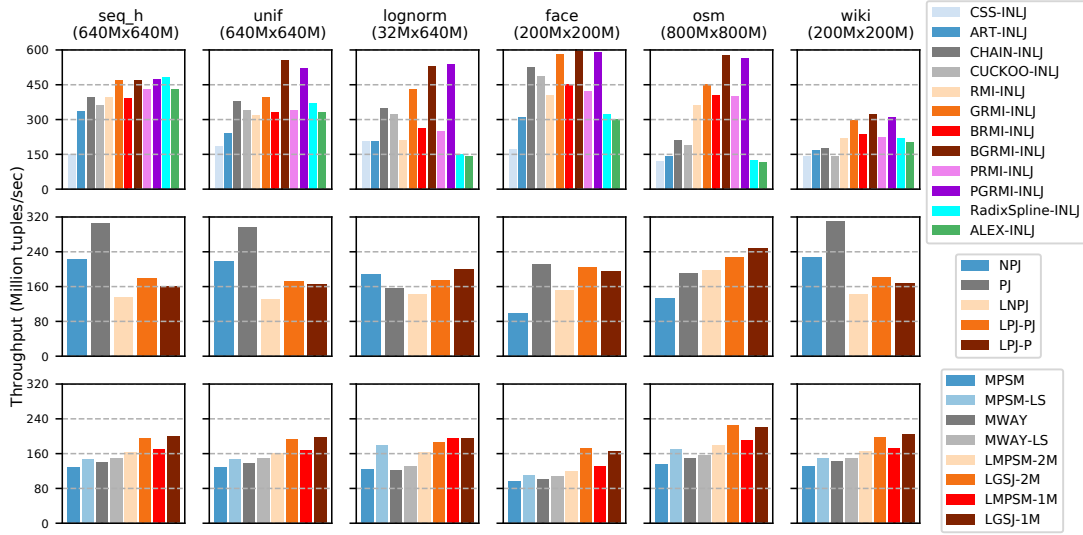 seq_h
(640Mx640M)
unif
(640Mx640M)
lognorm
(32Mx640M)
face
(200Mx200M)
osm
(800Mx800M)
wiki
(200Mx200M)
Throughput (Million tuples/sec)
600
450
300
150
0
CSS-INLJ
ART-INLJ
CHAIN-INLJ
CUCKOO-INLJ
RMI-INLJ
GRMI-INLJ
BRMI-INLJ
BGRMI-INLJ
PRMI-INLJ
PGRMI-INLJ
RadixSpline-INLJ
ALEX-INLJ
320
240
160
80
0
NPJ
PJ
LNPJ
LPJ-PJ
LPJ-P
320
240
160
80
0
MPSM
MPSM-LS
MWAY
MWAY-LS
LMPSM-2M
LGSJ-2M
LMPSM-1M
LGSJ-1M